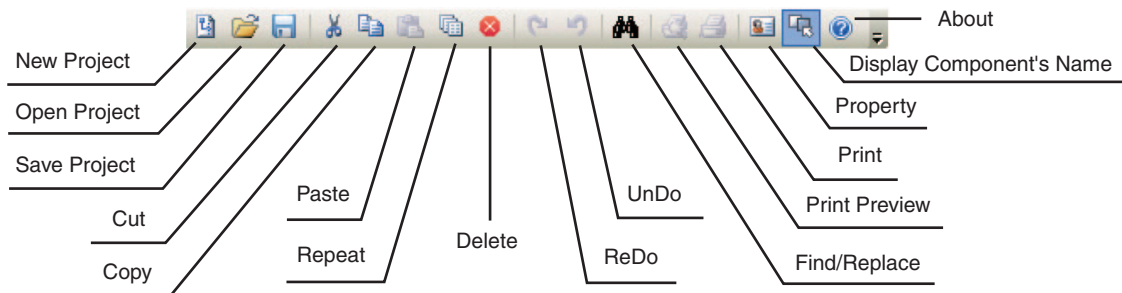 About
New Project
Display Component's Name
Open Project
Property
Save Project
Print
Paste
UnDo
Print Preview
Cut
Delete
Repeat
ReDo
Find/Replace
Copy